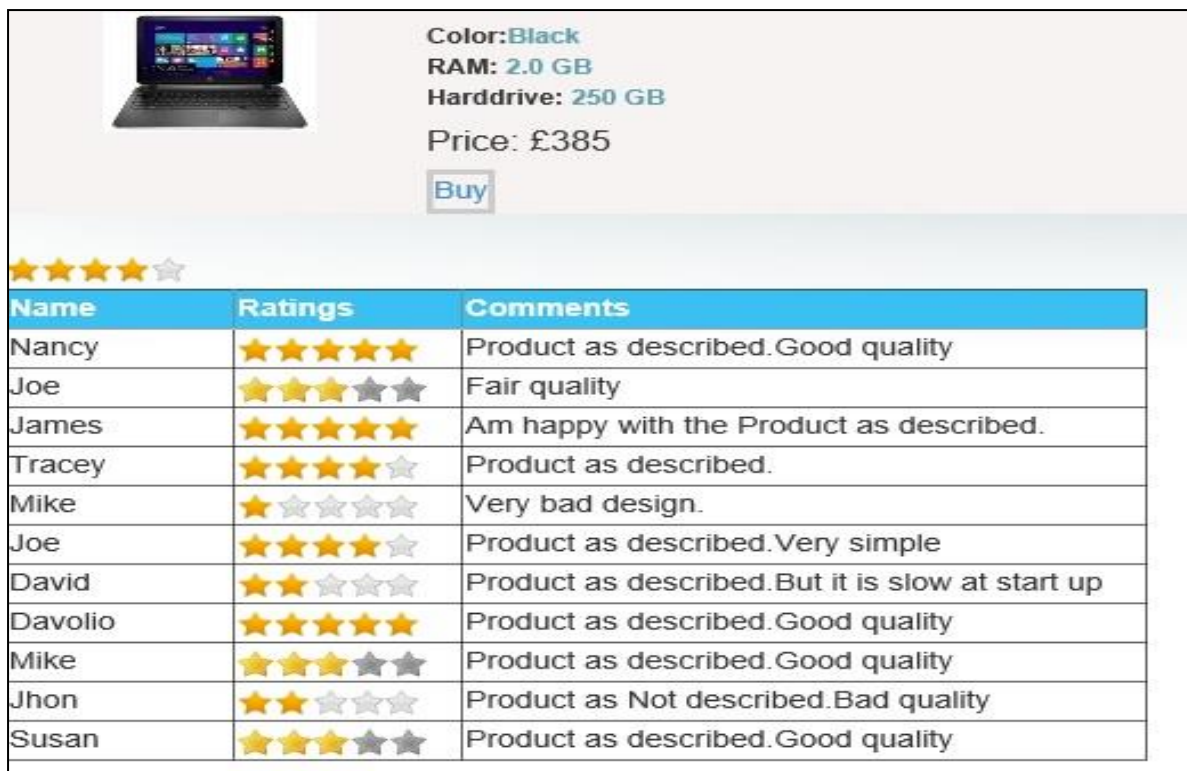 Color:Black
RAM: 2.0 GB
Harddrive: 250 GB
Price: £385
Buy
Name Ratings Comments
Nancy Product as described.Good quality
Joe Fair quality
James Am happy with the Product as described.
Tracey Product as described.
Mike Very bad design.
Joe Product as described.Very simple
David Product as described.But it is slow at start up
Davolio Product as described.Good quality
Mike Product as described.Good quality
Jhon Product as Not described.Bad quality
Susan Product as described.Good quality